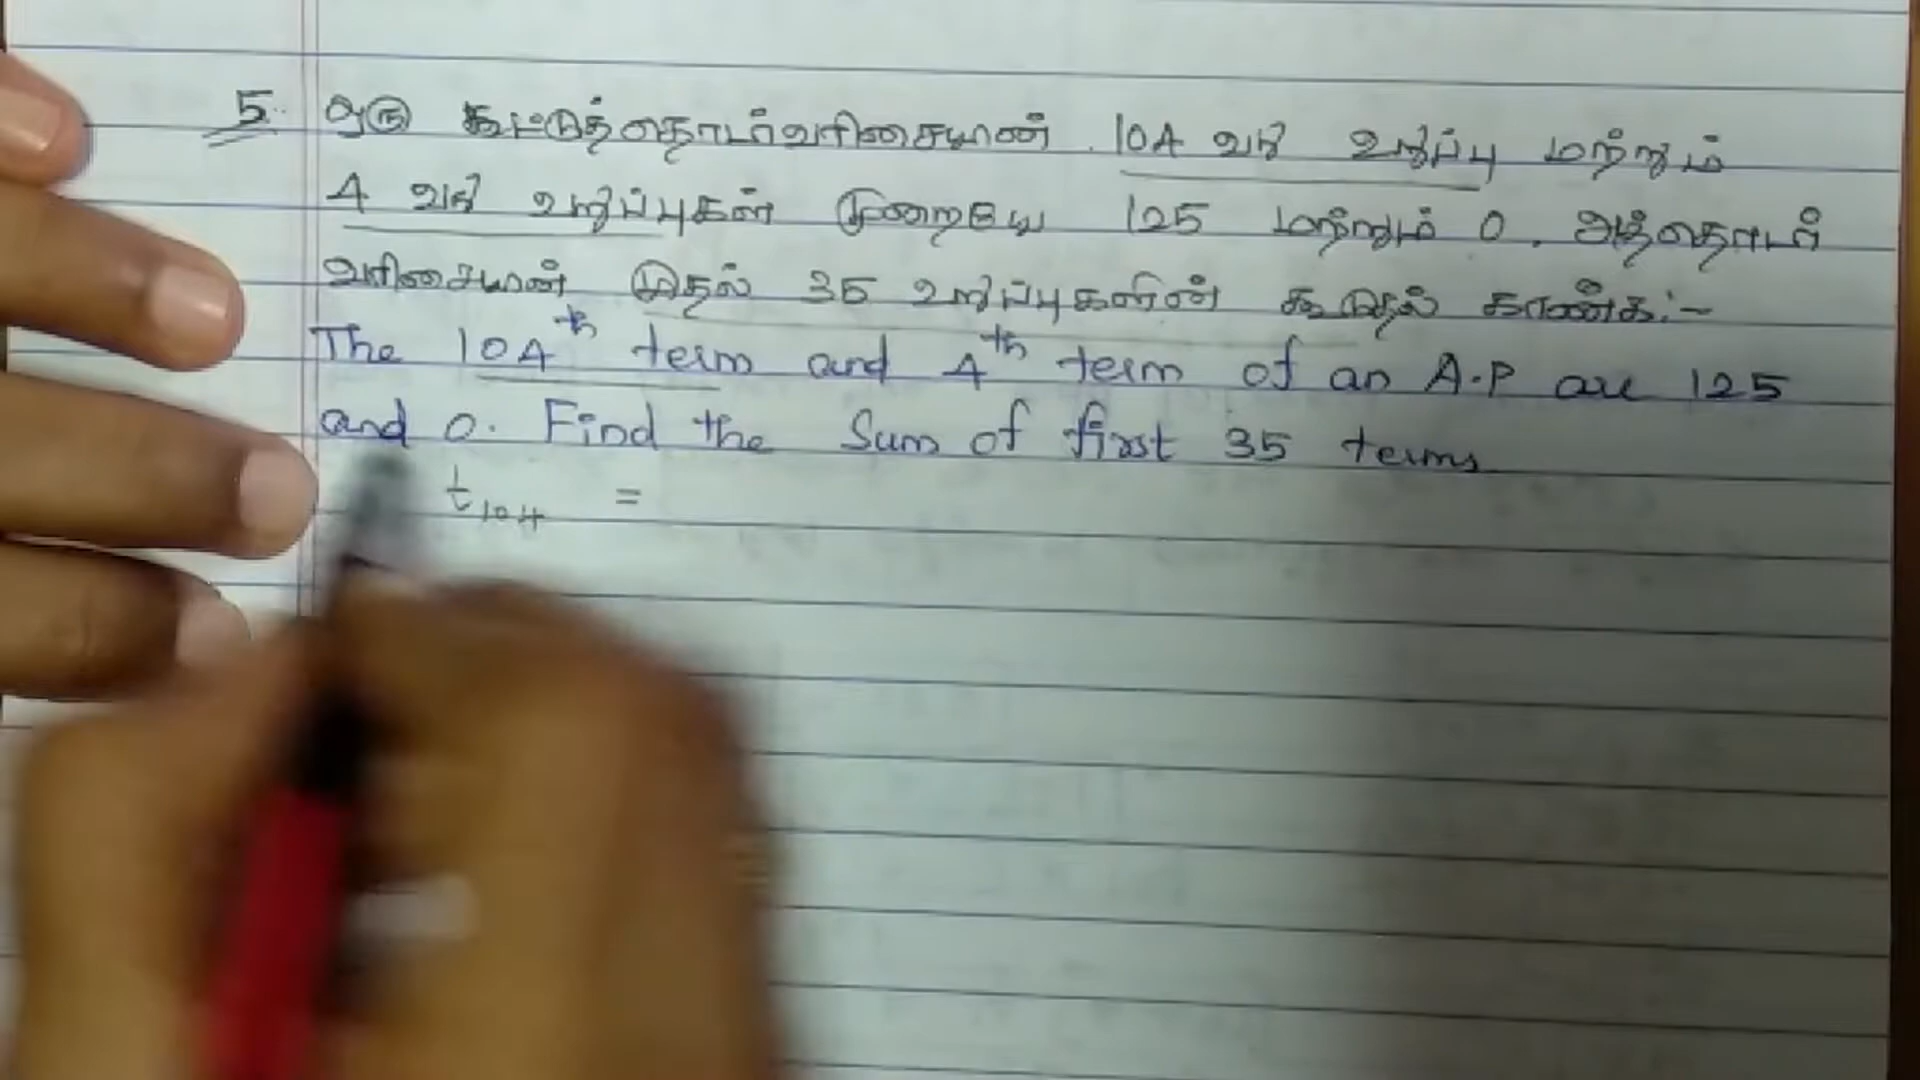 5. ஒரு கூட்டுத்தொடர்வரிசையின் 104 வது உறுப்பு மற்றும்
4 வது உறுப்புகள் முறையே 125 மற்றும் 0. அத்தொடர்
வரிசையின் முதல் 35 உறுப்புகளின் கூடுதல் காண்க:-
The 104th term and 4th term of an A.P are 125
and 0. Find the Sum of first 35 terms
t104 =